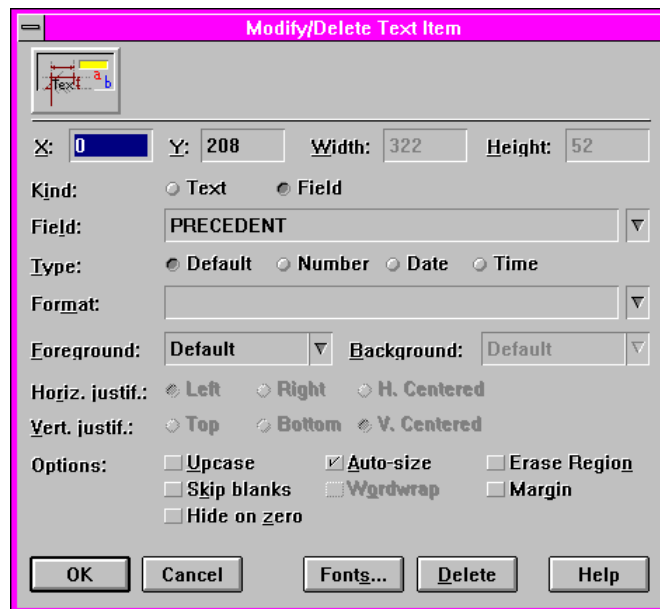 Modify/Delete Text Item
Text a b
X: 0 Y: 208 Width: 322 Height: 52
Kind: Text Field
Field: PRECEDENT
Type: Default Number Date Time
Format:
Foreground: Default Background: Default
Horiz. justif.: Left Right H. Centered
Vert. justif.: Top Bottom V. Centered
Options: Upcase Auto-size Erase Region
Skip blanks Wordwrap Margin
Hide on zero
OK Cancel Fonts... Delete Help